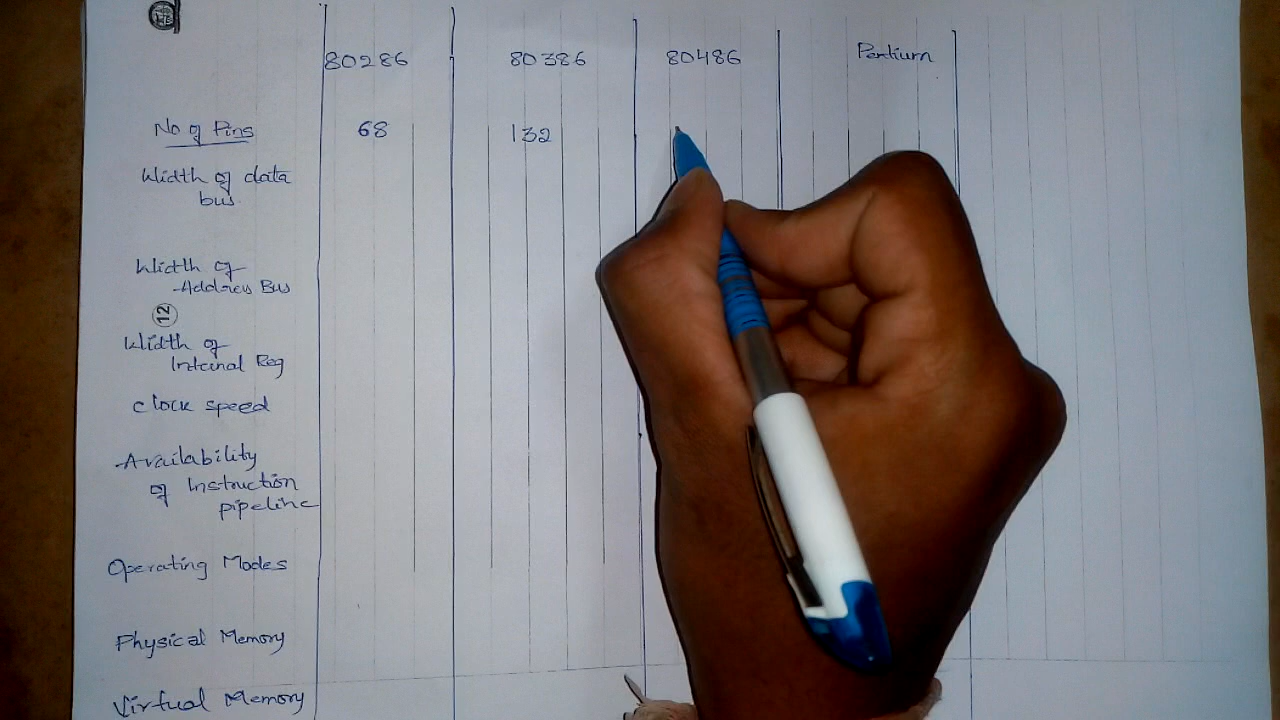 80286 80386 80486 Pentium
No of Pins 68 132
Width of data
bus
Width of
Address Bus
12
Width of
Internal Reg
clock speed
Availability
of Instruction
pipeline
Operating Modes
Physical Memory
Virtual Memory